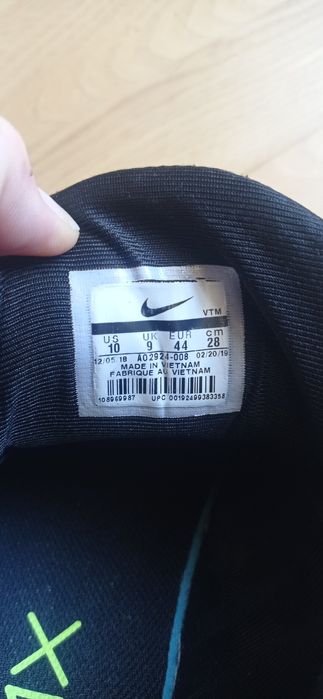 VTM
US UK EUR cm
10 9 44 28
12/05/18 AO2924-008 02/20/19
MADE IN VIETNAM
FABRIQUE AU VIETNAM
108969987 UPC 00192499383358
AX